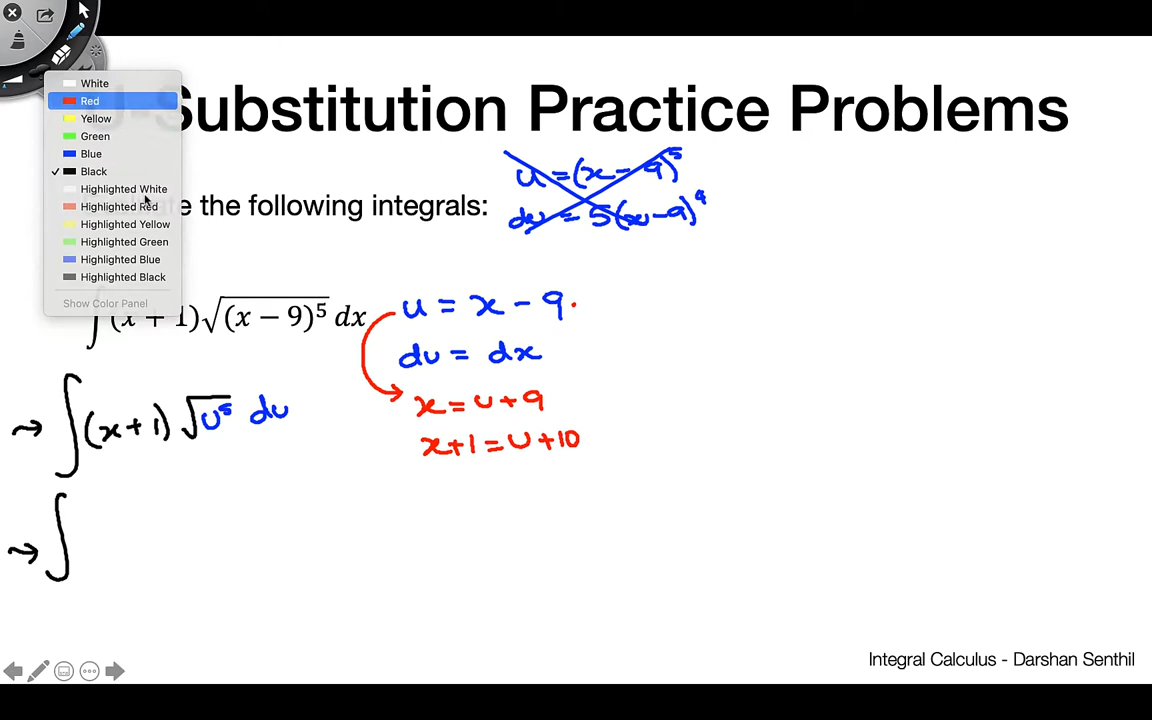 White
Red
Yellow
Green
Blue
✓ Black
Highlighted White
Highlighted Red
Highlighted Yellow
Highlighted Green
Highlighted Blue
Highlighted Black
Show Color Panel
-Substitution Practice Problems
the following integrals:
u = (x - 9)^5
du = 5(x-9)^4
∫(x + 1)√((x − 9)^5) dx
u = x - 9
du = dx
x = u + 9
x+1 = u +10
→ ∫(x+1) √(u^5) du
→ ∫
Integral Calculus - Darshan Senthil